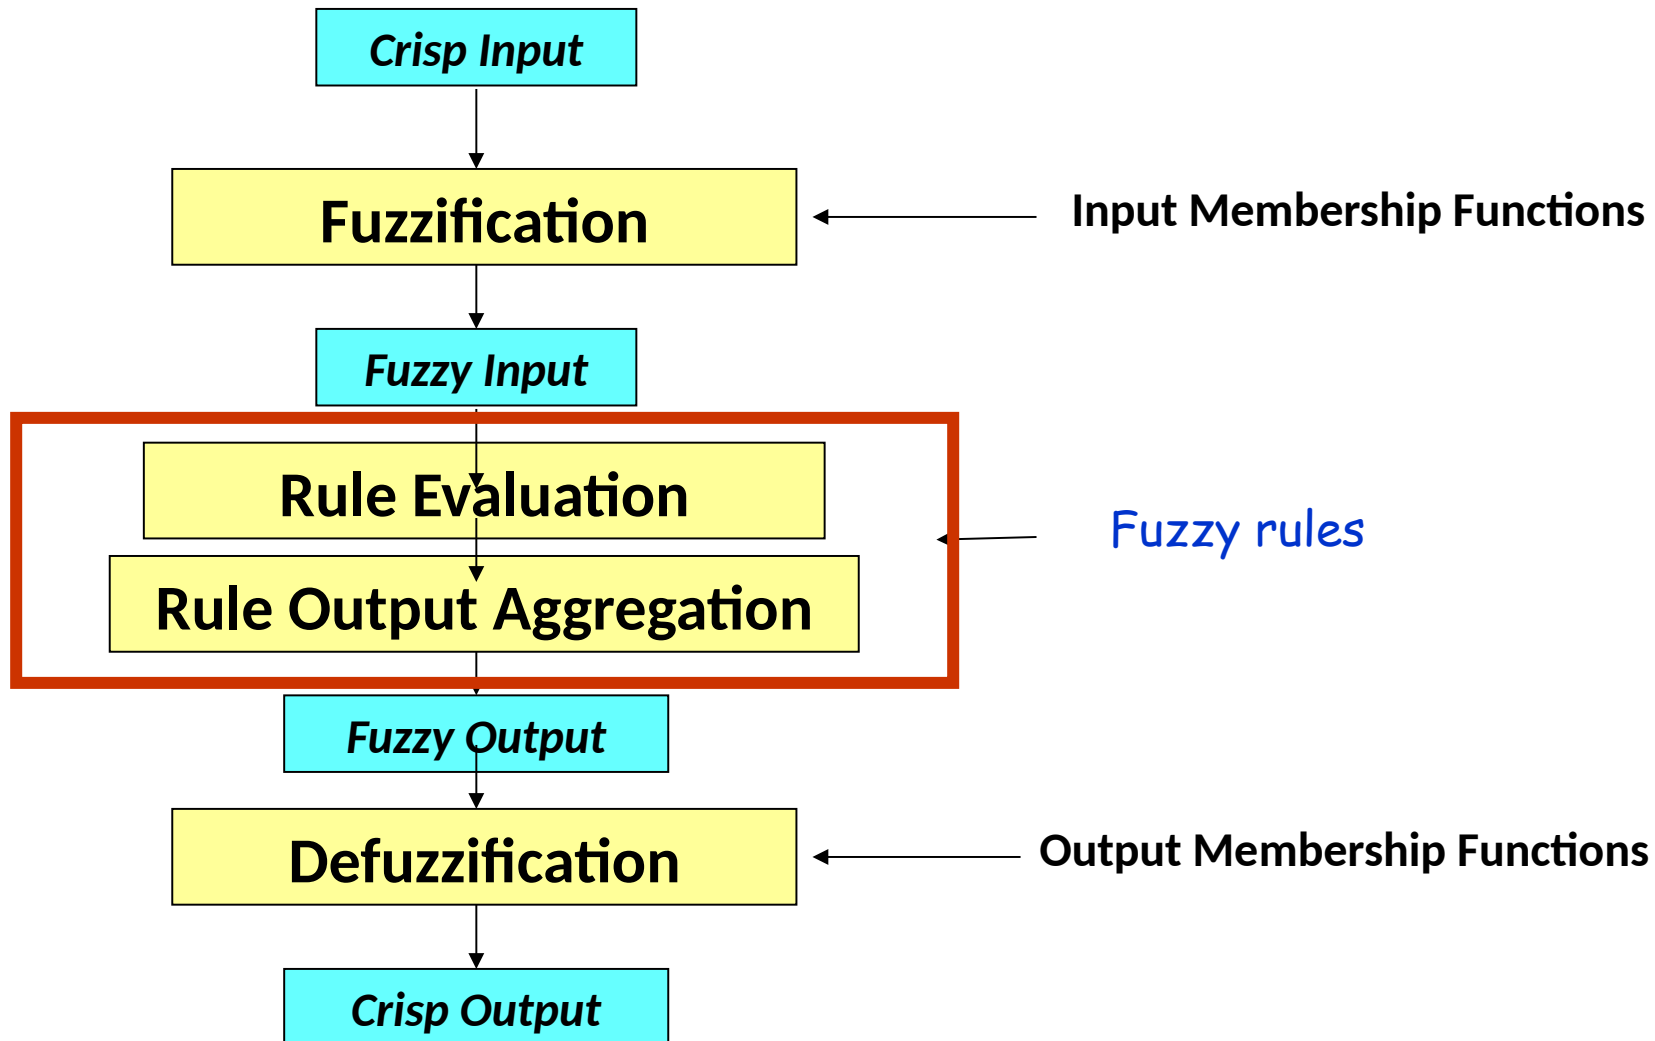 Crisp Input
Fuzzification
Input Membership Functions
Fuzzy Input
Rule Evaluation
Fuzzy rules
Rule Output Aggregation
Fuzzy Output
Defuzzification
Output Membership Functions
Crisp Output